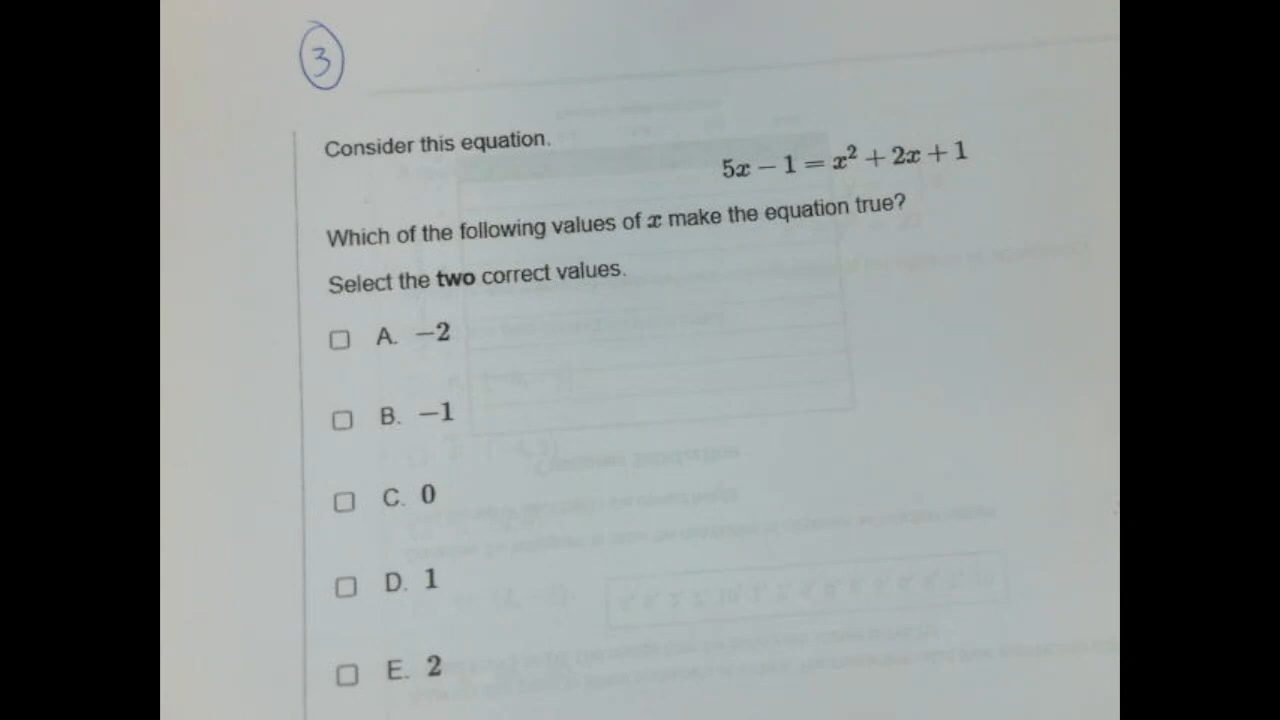 3
Consider this equation.
5x − 1 = x² + 2x + 1
Which of the following values of x make the equation true?
Select the two correct values.
A. −2
B. −1
C. 0
D. 1
E. 2